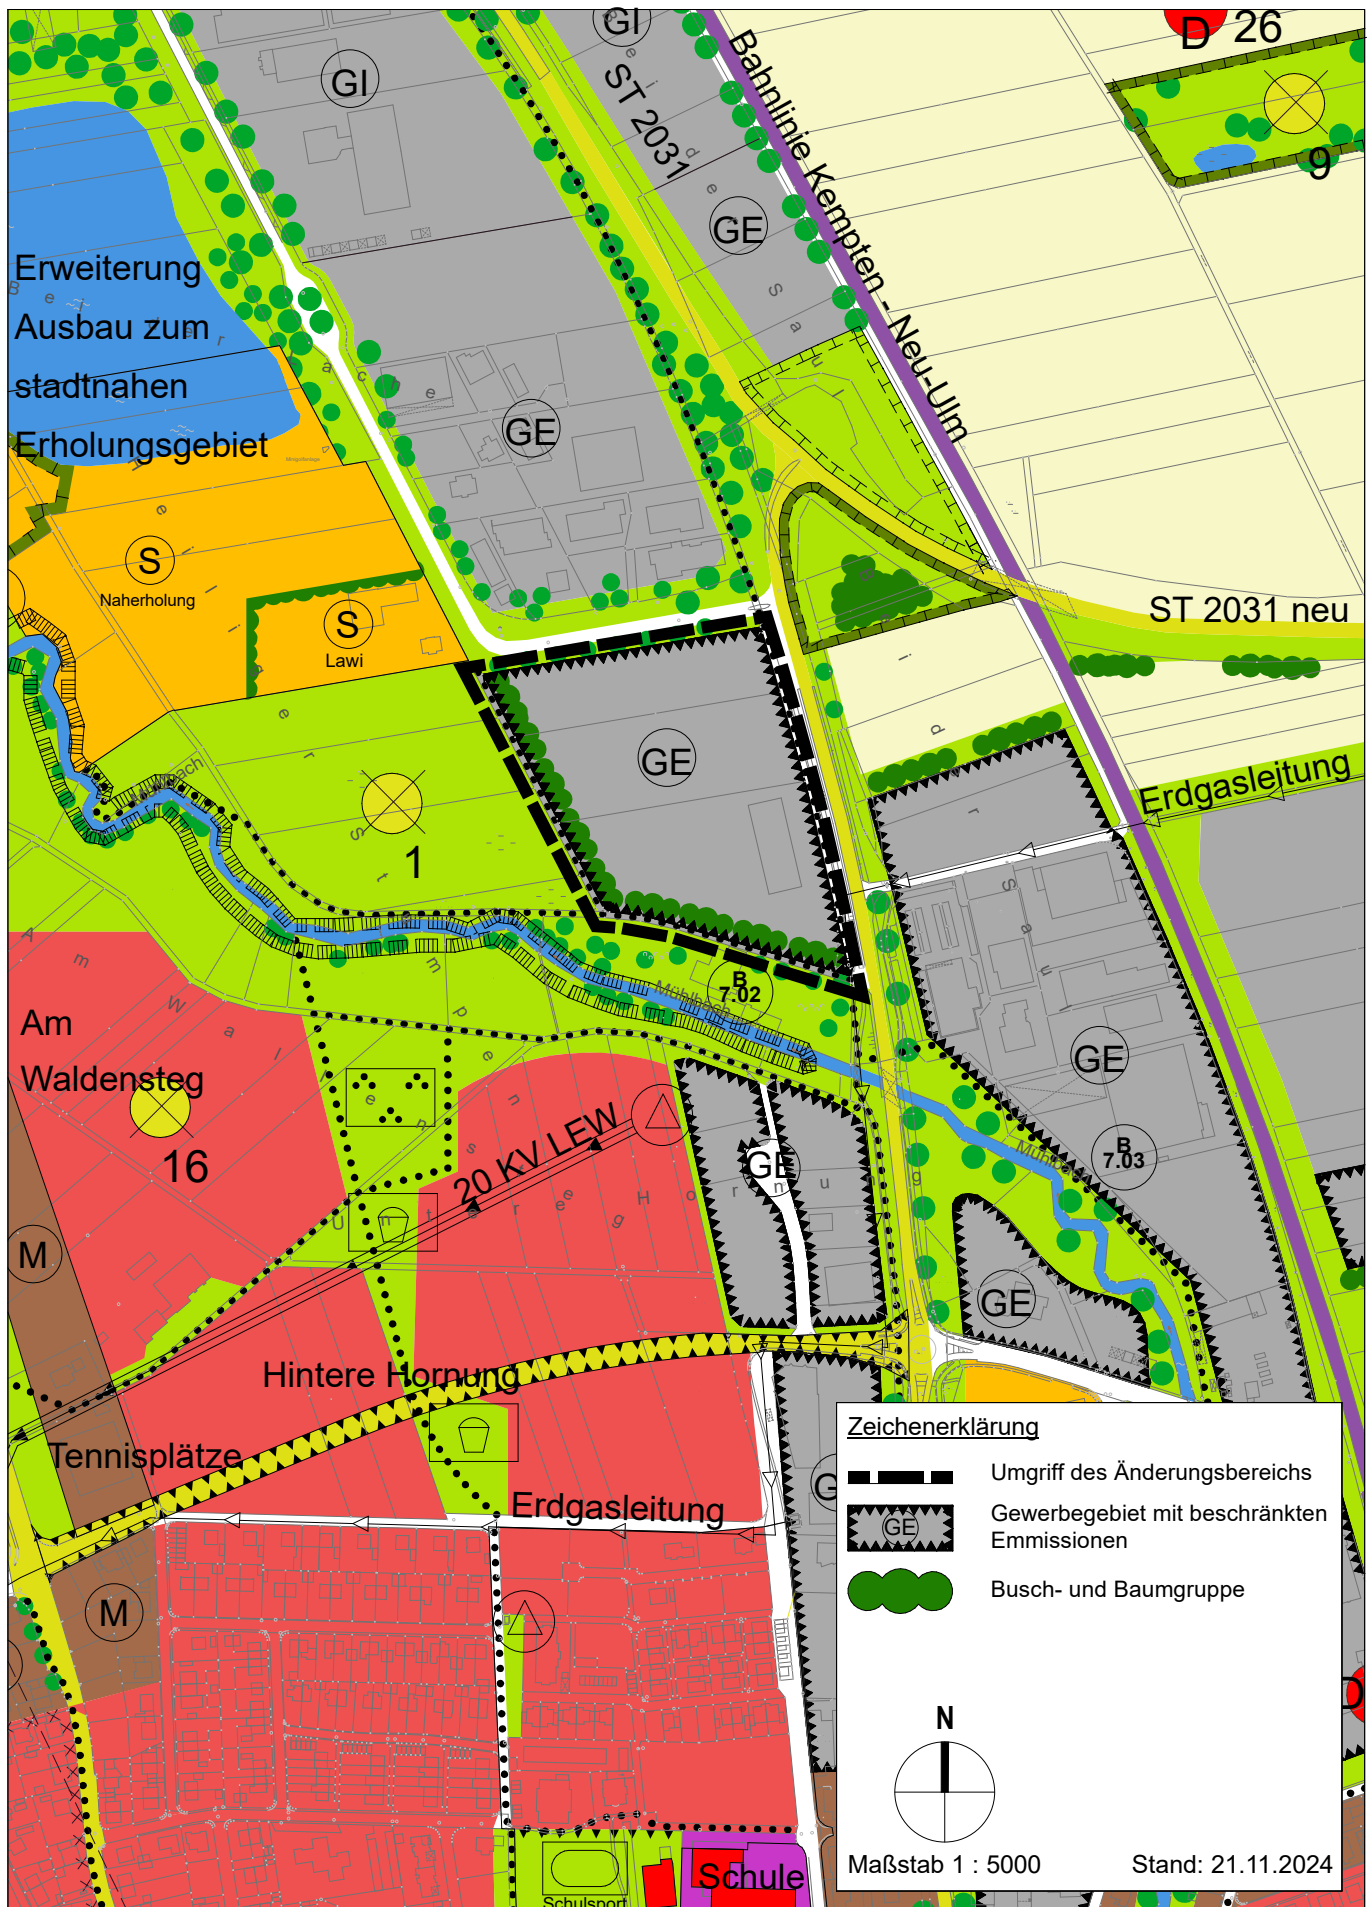 GI
D 26
GI
ST 2031
Bahnlinie Kempten - Neu-Ulm
9
GE
Erweiterung
Ausbau zum
stadtnahen
Erholungsgebiet
GE
S
Naherholung
S
Lawi
ST 2031 neu
GE
Erdgasleitung
1
Mühlbach
B
7.02
Mühlbach
Am
Waldensteg
16
GE
B
7.03
Mühlbach
20 KV LEW
GE
M
GE
Hintere Hornung
Tennisplätze
Erdgasleitung
G
M
D
Schule
Schulsport
Zeichenerklärung
Umgriff des Änderungsbereichs
GE
Gewerbegebiet mit beschränkten
Emmissionen
Busch- und Baumgruppe
N
Maßstab 1 : 5000
Stand: 21.11.2024